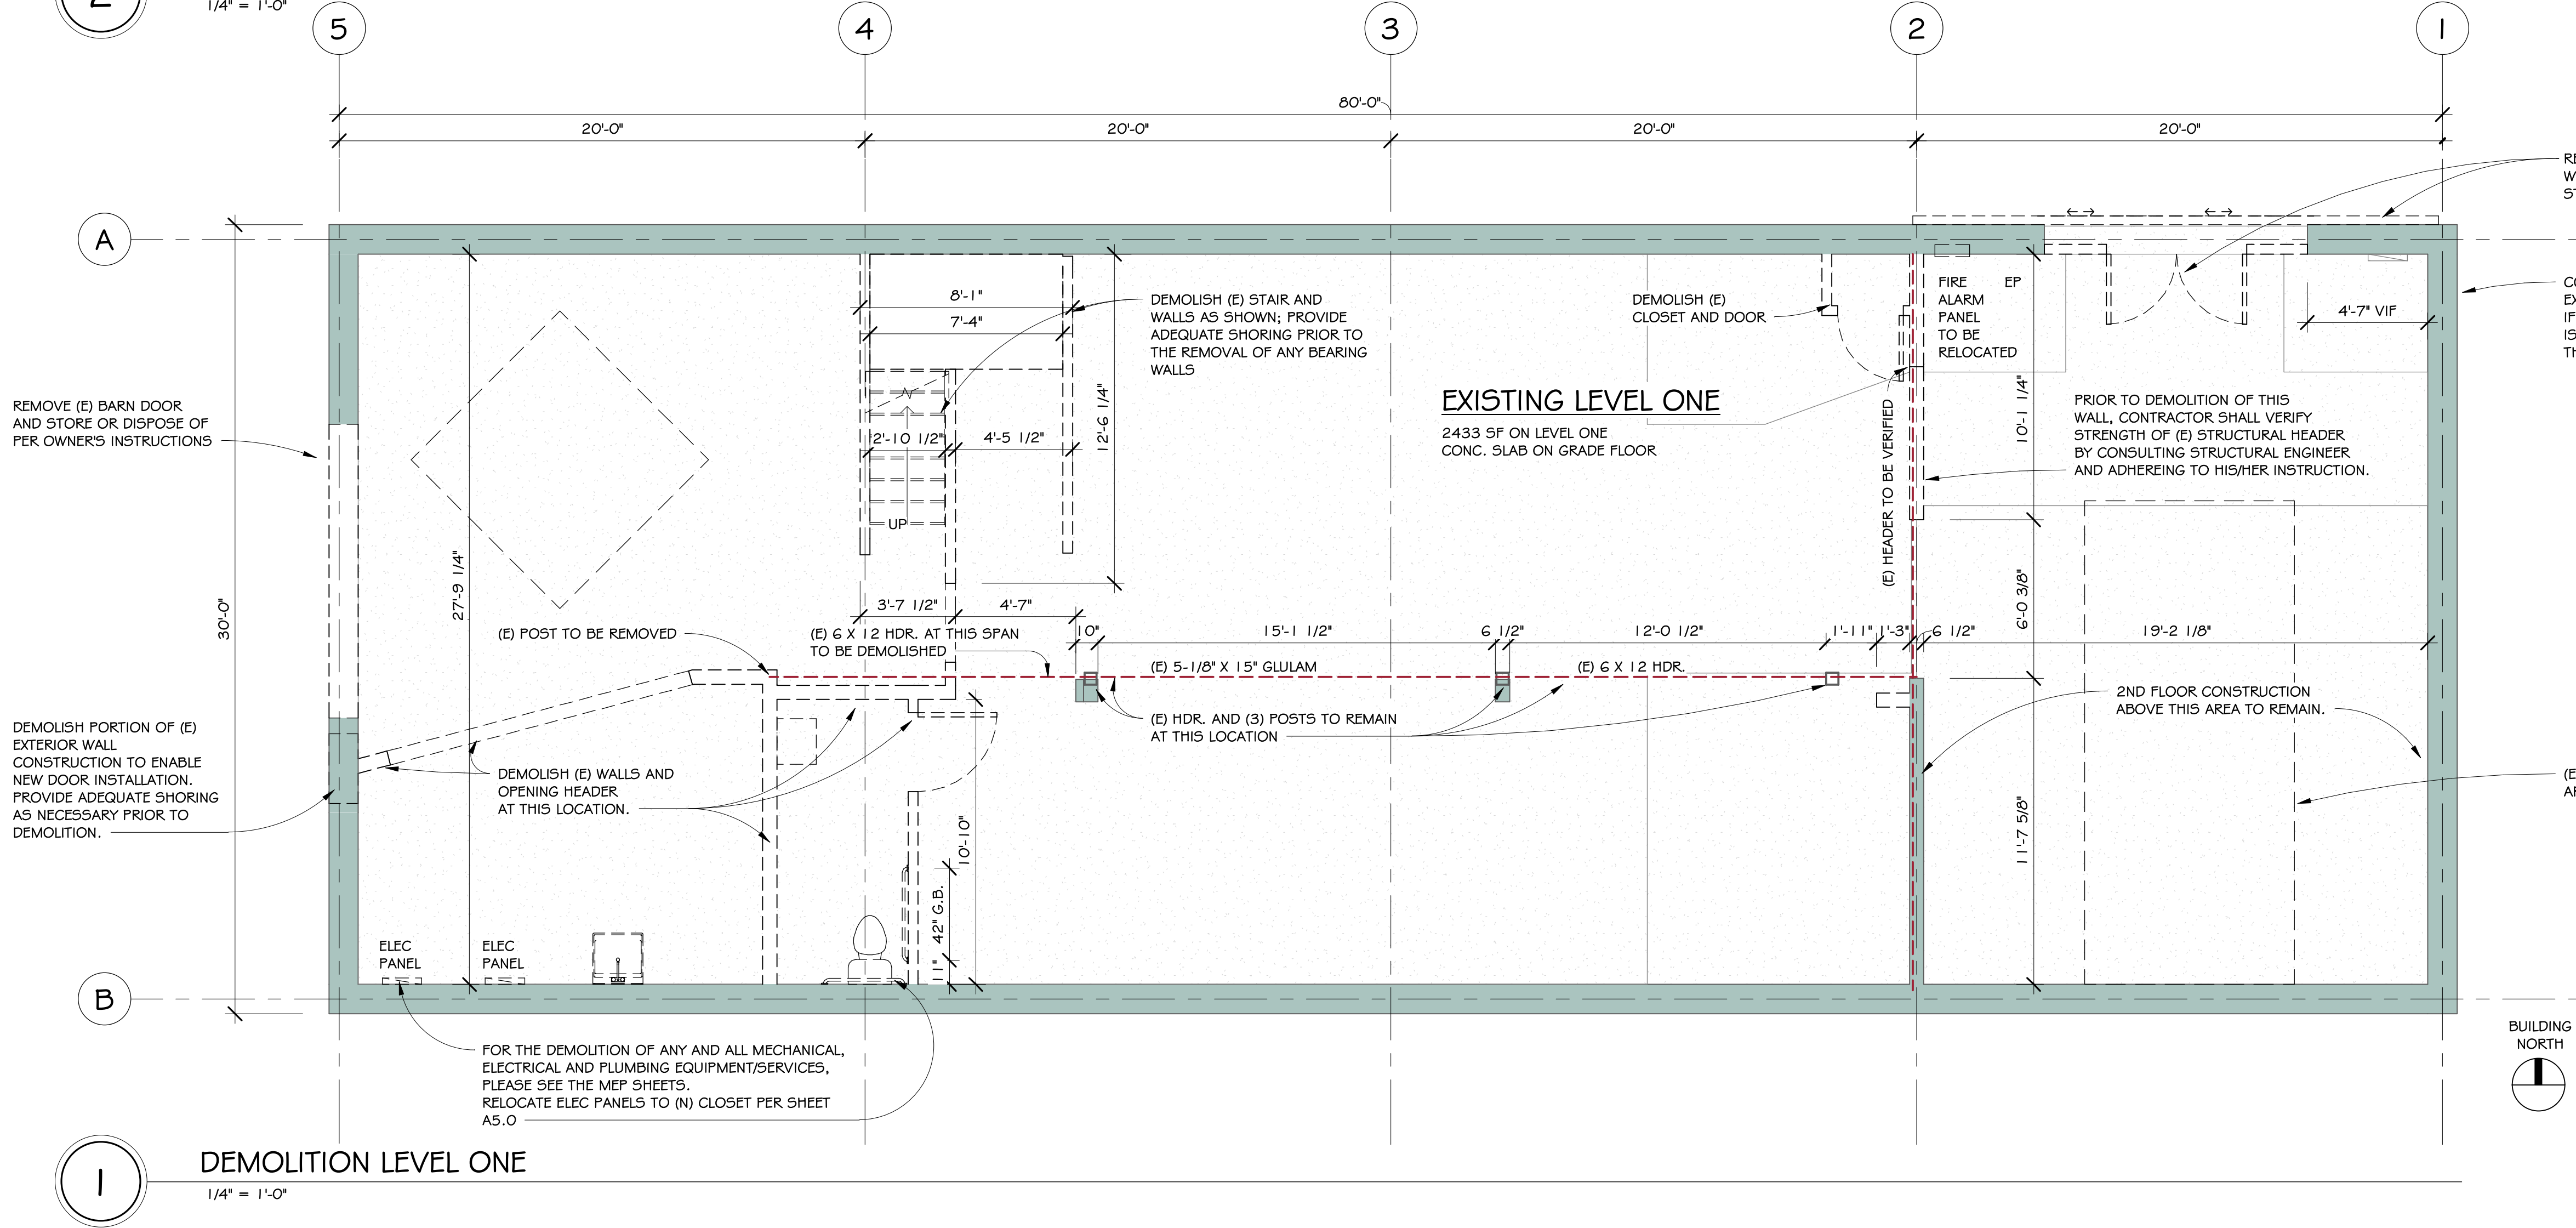 2
1/4" = 1'-0"
5
4
3
2
1
80'-0"
20'-0"
20'-0"
20'-0"
20'-0"
A
B
30'-0"
27'-9 1/4"
8'-1"
7'-4"
2'-10 1/2"
4'-5 1/2"
12'-6 1/4"
UP
DEMOLISH (E) STAIR AND
WALLS AS SHOWN; PROVIDE
ADEQUATE SHORING PRIOR TO
THE REMOVAL OF ANY BEARING
WALLS
DEMOLISH (E)
CLOSET AND DOOR
FIRE
ALARM
PANEL
TO BE
RELOCATED
EP
4'-7" VIF
RE
W
ST
CO
EX
IF
IS
TH
EXISTING LEVEL ONE
2433 SF ON LEVEL ONE
CONC. SLAB ON GRADE FLOOR
(E) HEADER TO BE VERIFIED
10'-1 1/4"
PRIOR TO DEMOLITION OF THIS
WALL, CONTRACTOR SHALL VERIFY
STRENGTH OF (E) STRUCTURAL HEADER
BY CONSULTING STRUCTURAL ENGINEER
AND ADHEREING TO HIS/HER INSTRUCTION.
REMOVE (E) BARN DOOR
AND STORE OR DISPOSE OF
PER OWNER'S INSTRUCTIONS
6'-0 3/8"
3'-7 1/2"
4'-7"
(E) POST TO BE REMOVED
(E) 6 X 12 HDR. AT THIS SPAN
TO BE DEMOLISHED
10"
15'-1 1/2"
6 1/2"
12'-0 1/2"
1'-11"
1'-3"
6 1/2"
19'-2 1/8"
(E) 5-1/8" X 15" GLULAM
(E) 6 X 12 HDR.
(E) HDR. AND (3) POSTS TO REMAIN
AT THIS LOCATION
2ND FLOOR CONSTRUCTION
ABOVE THIS AREA TO REMAIN.
DEMOLISH PORTION OF (E)
EXTERIOR WALL
CONSTRUCTION TO ENABLE
NEW DOOR INSTALLATION.
PROVIDE ADEQUATE SHORING
AS NECESSARY PRIOR TO
DEMOLITION.
DEMOLISH (E) WALLS AND
OPENING HEADER
AT THIS LOCATION.
(E
AR
11'-7 5/8"
10'-10"
42" G.B.
11"
ELEC
PANEL
ELEC
PANEL
FOR THE DEMOLITION OF ANY AND ALL MECHANICAL,
ELECTRICAL AND PLUMBING EQUIPMENT/SERVICES,
PLEASE SEE THE MEP SHEETS.
RELOCATE ELEC PANELS TO (N) CLOSET PER SHEET
A5.0
BUILDING
NORTH
1
DEMOLITION LEVEL ONE
1/4" = 1'-0"